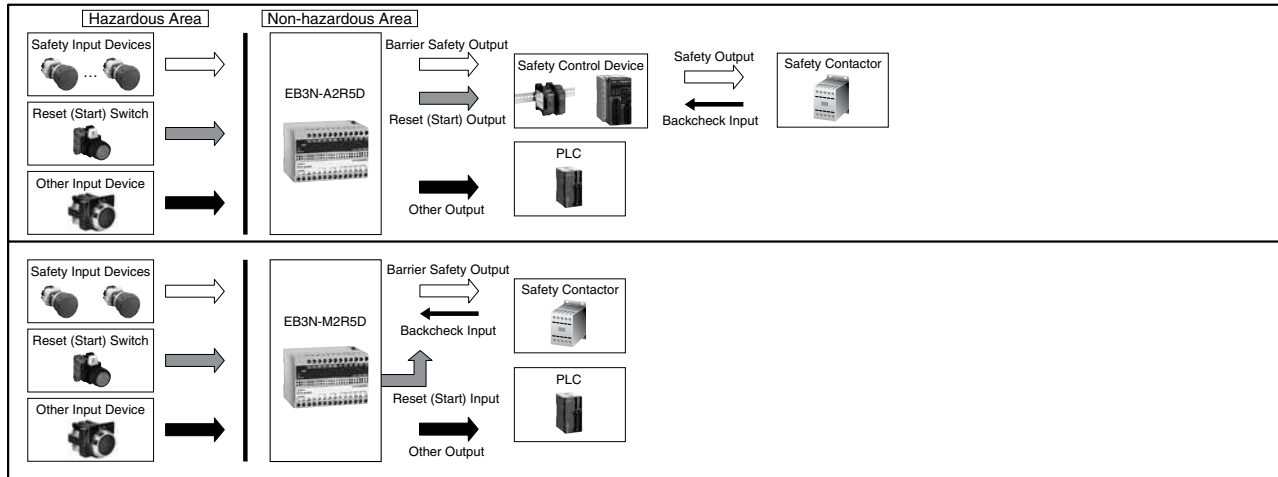 Hazardous Area
Non-hazardous Area
Safety Input Devices
...
Reset (Start) Switch
Other Input Device
EB3N-A2R5D
Barrier Safety Output
Reset (Start) Output
Other Output
Safety Control Device
PLC
Safety Output
Backcheck Input
Safety Contactor
Safety Input Devices
Reset (Start) Switch
Other Input Device
EB3N-M2R5D
Barrier Safety Output
Backcheck Input
Reset (Start) Input
Other Output
Safety Contactor
PLC